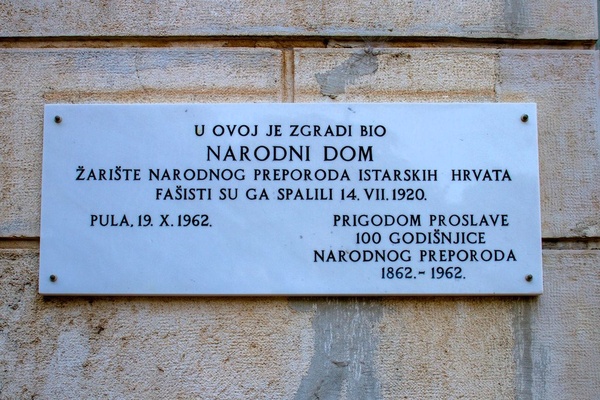 U OVOJ JE ZGRADI BIO
NARODNI DOM
ŽARIŠTE NARODNOG PREPORODA ISTARSKIH HRVATA
FAŠISTI SU GA SPALILI 14. VII. 1920.
PULA, 19. X. 1962.
PRIGODOM PROSLAVE
100 GODIŠNJICE
NARODNOG PREPORODA
1862.-1962.